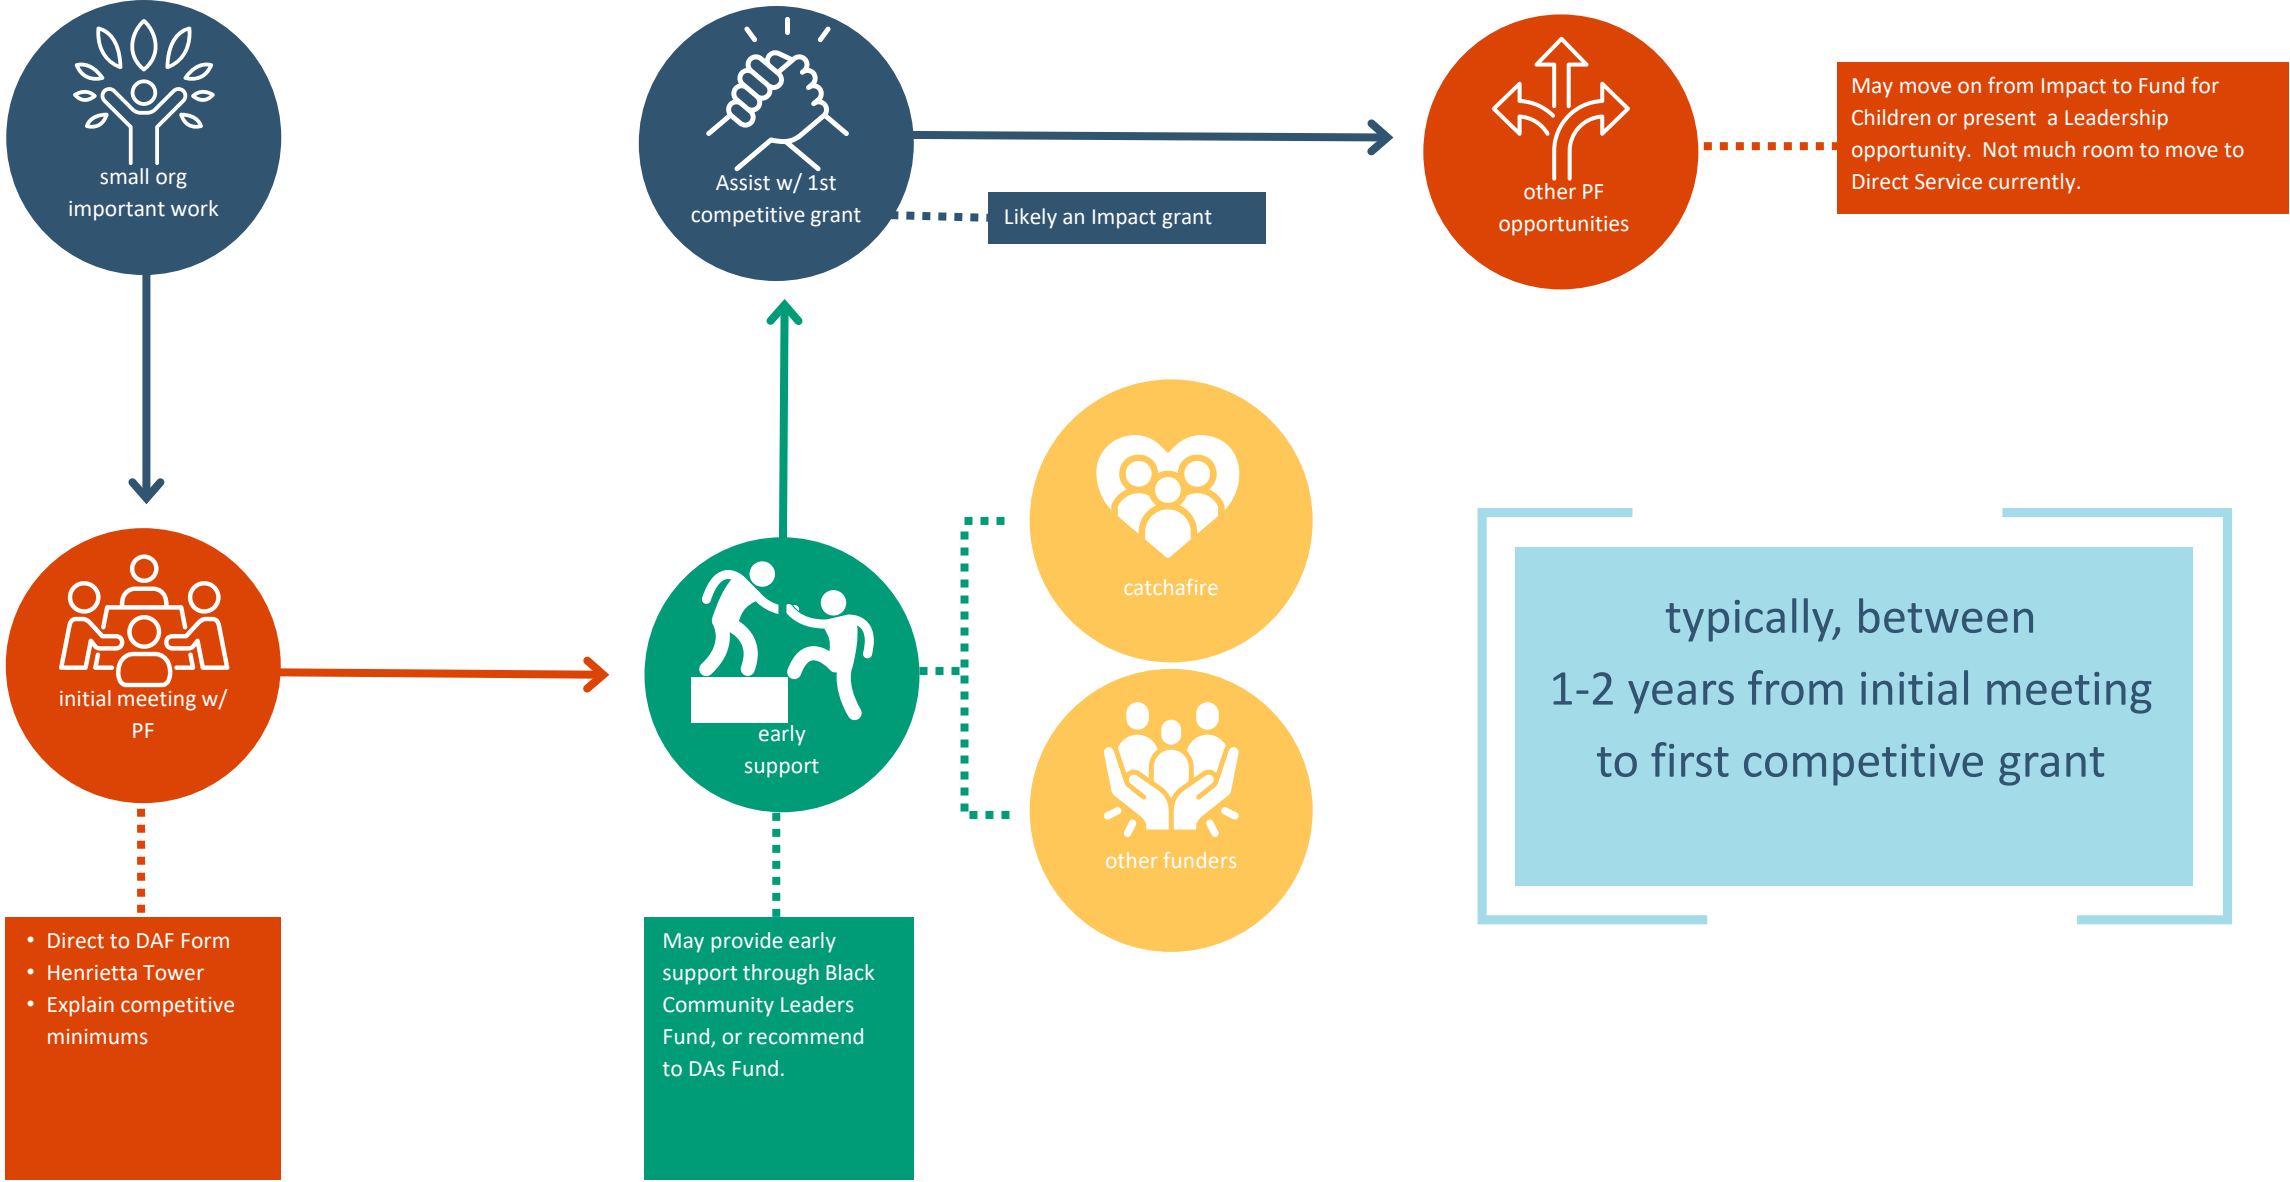 small org
important work
Assist w/ 1st
competitive grant
Likely an Impact grant
other PF
opportunities
May move on from Impact to Fund for
Children or present  a Leadership
opportunity.  Not much room to move to
Direct Service currently.
initial meeting w/
PF
early
support
catchafire
other funders
typically, between
1-2 years from initial meeting
to first competitive grant
• Direct to DAF Form
• Henrietta Tower
• Explain competitive
minimums
May provide early
support through Black
Community Leaders
Fund, or recommend
to DAs Fund.